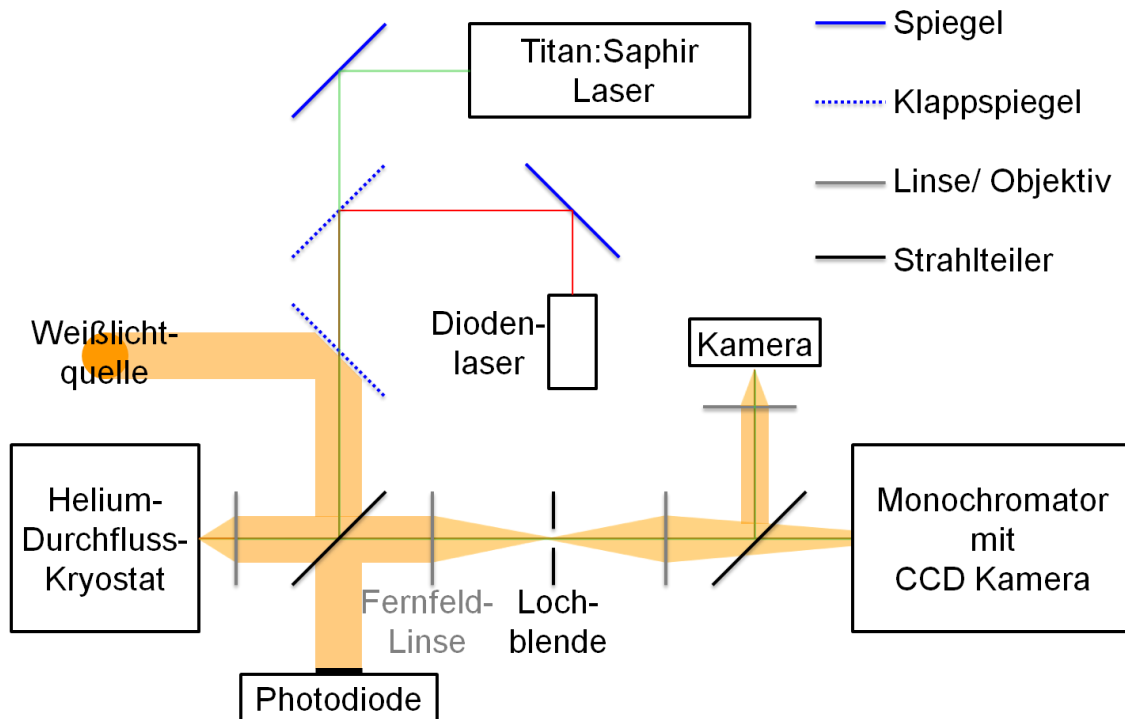 Titan:Saphir
Laser
Spiegel
Klappspiegel
Linse/ Objektiv
Strahlteiler
Weißlicht-
quelle
Dioden-
laser
Kamera
Helium-
Durchfluss-
Kryostat
Fernfeld-
Linse
Loch-
blende
Monochromator
mit
CCD Kamera
Photodiode